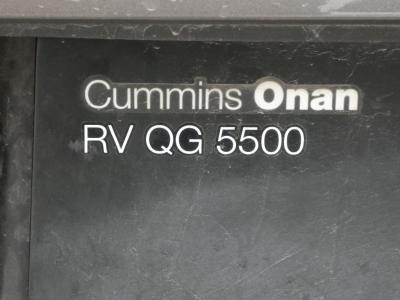 Cummins Onan
RV QG 5500